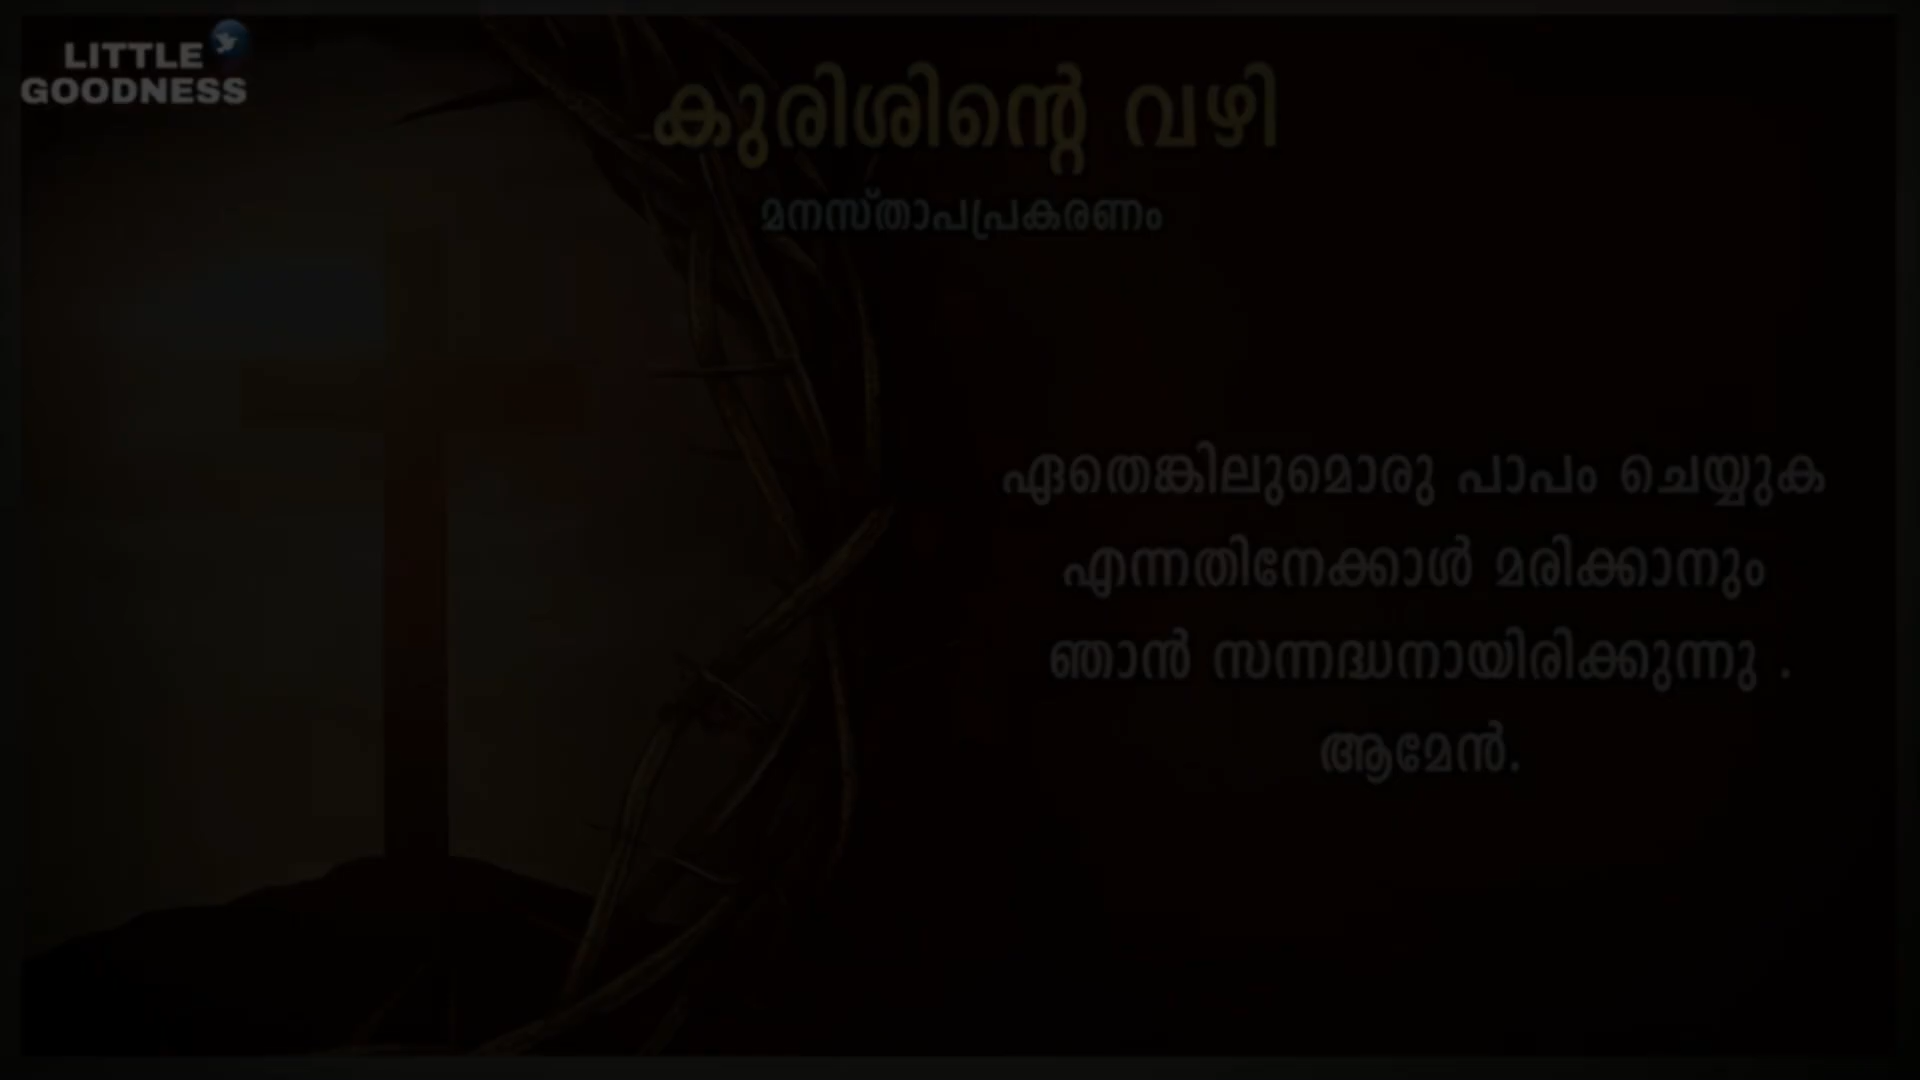 LITTLE
GOODNESS
കുരിശിന്റെ വഴി
മനസ്താപപ്രകരണം
ഏതെങ്കിലുമൊരു പാപം ചെയ്യുക
എന്നതിനേക്കാൾ മരിക്കാനും
ഞാൻ സന്നദ്ധനായിരിക്കുന്നു .
ആമേൻ.